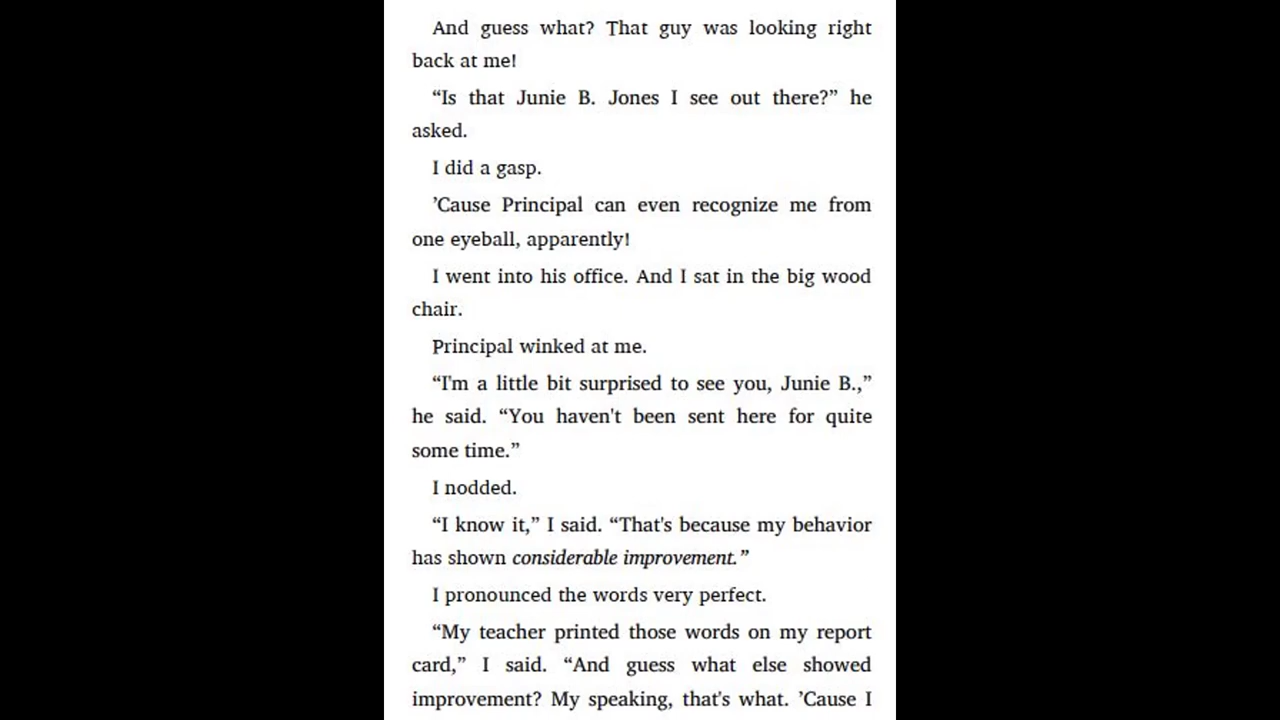 And guess what? That guy was looking right
back at me!
“Is that Junie B. Jones I see out there?” he
asked.
I did a gasp.
’Cause Principal can even recognize me from
one eyeball, apparently!
I went into his office. And I sat in the big wood
chair.
Principal winked at me.
“I'm a little bit surprised to see you, Junie B.,”
he said. “You haven't been sent here for quite
some time.”
I nodded.
“I know it,” I said. “That's because my behavior
has shown considerable improvement.”
I pronounced the words very perfect.
“My teacher printed those words on my report
card,” I said. “And guess what else showed
improvement? My speaking, that's what. ’Cause I